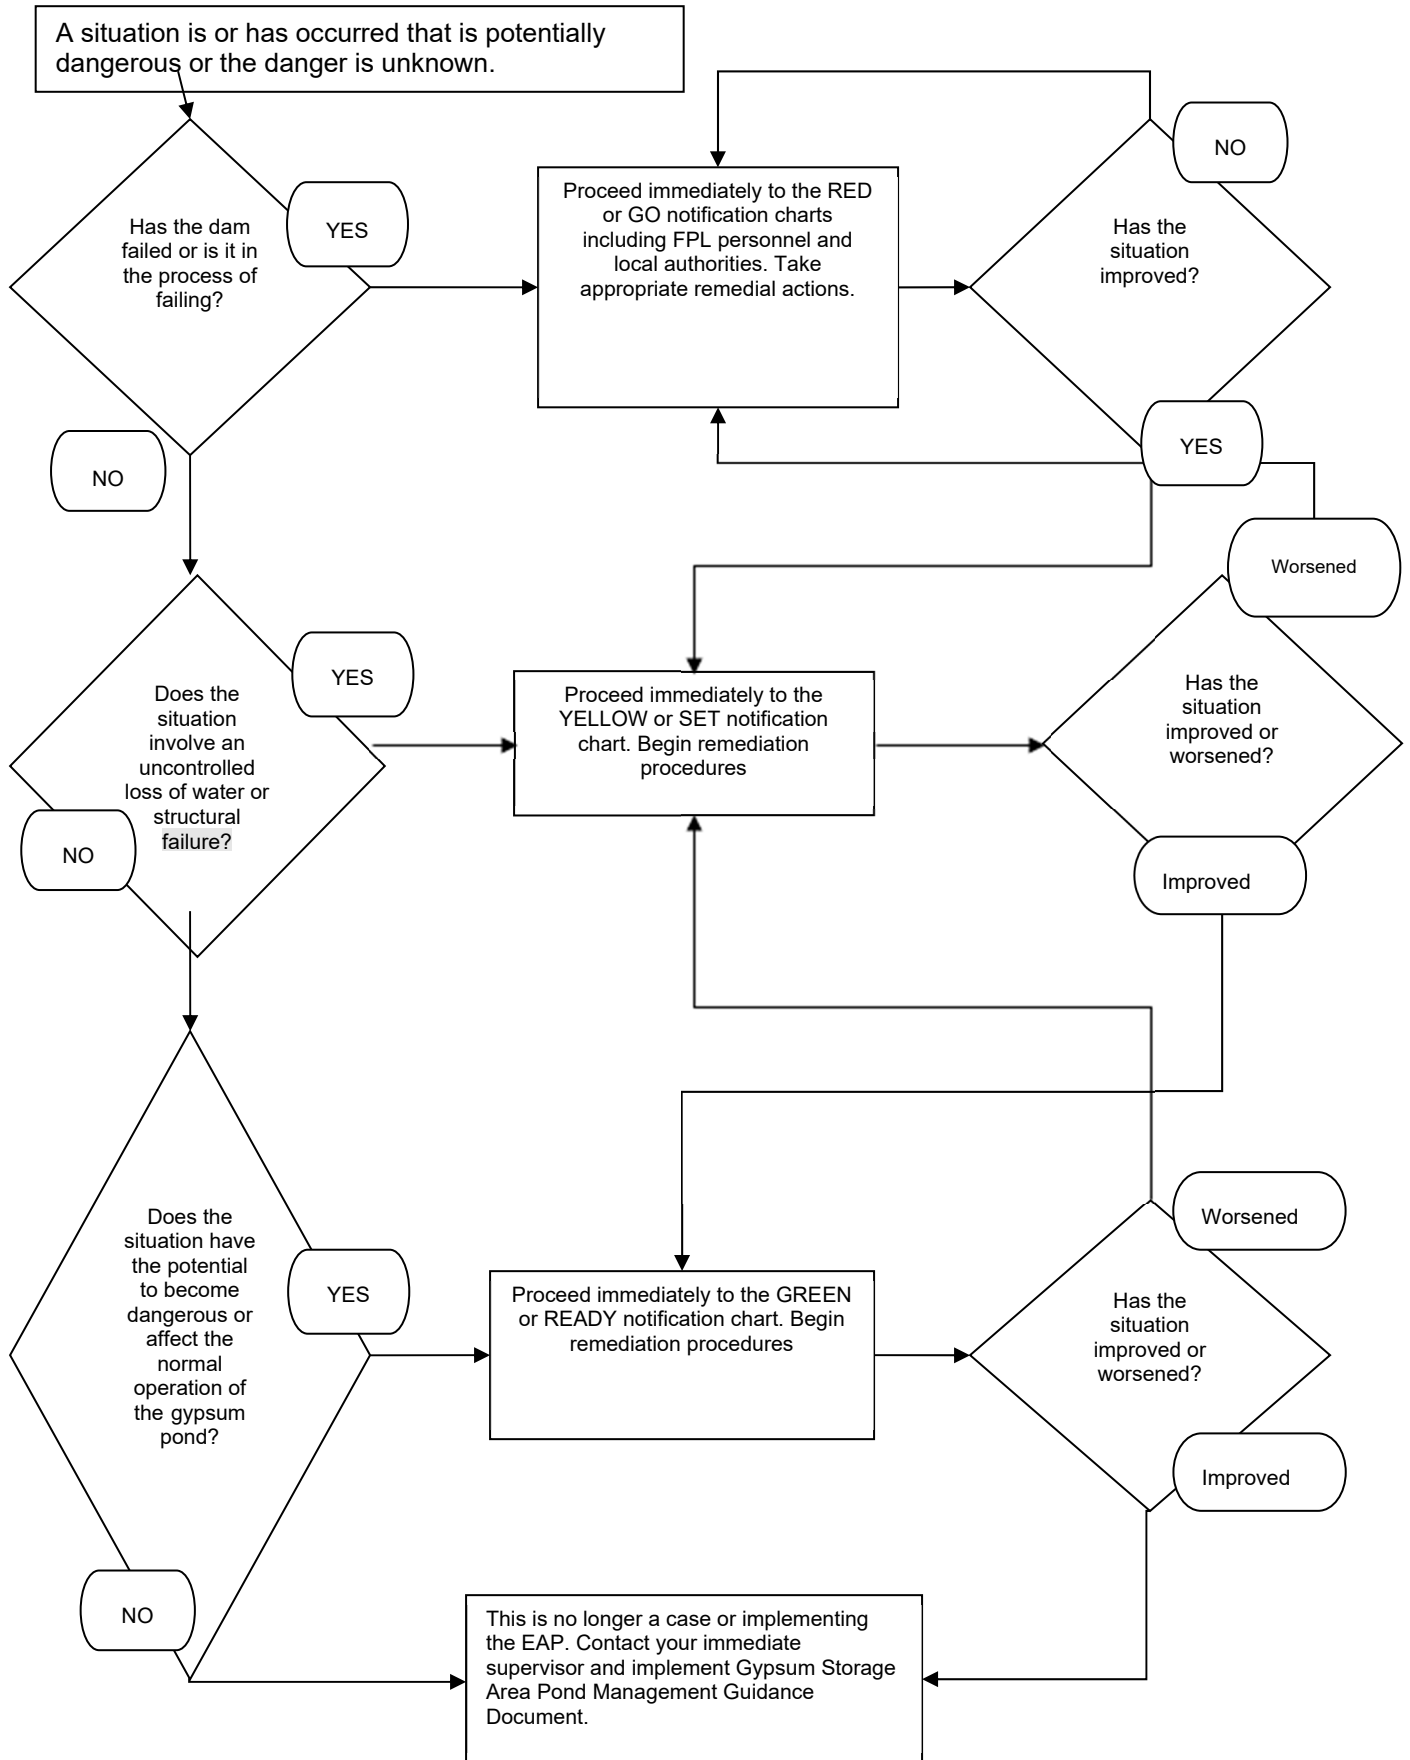 A situation is or has occurred that is potentially
dangerous or the danger is unknown.
Has the dam
failed or is it in
the process of
failing?
YES
NO
Proceed immediately to the RED
or GO notification charts
including FPL personnel and
local authorities. Take
appropriate remedial actions.
Has the
situation
improved?
NO
YES
Does the
situation
involve an
uncontrolled
loss of water or
structural
failure?
YES
NO
Proceed immediately to the
YELLOW or SET notification
chart. Begin remediation
procedures
Has the
situation
improved or
worsened?
Worsened
Improved
Does the
situation have
the potential
to become
dangerous or
affect the
normal
operation of
the gypsum
pond?
YES
NO
Proceed immediately to the GREEN
or READY notification chart. Begin
remediation procedures
Has the
situation
improved or
worsened?
Worsened
Improved
This is no longer a case or implementing
the EAP. Contact your immediate
supervisor and implement Gypsum Storage
Area Pond Management Guidance
Document.